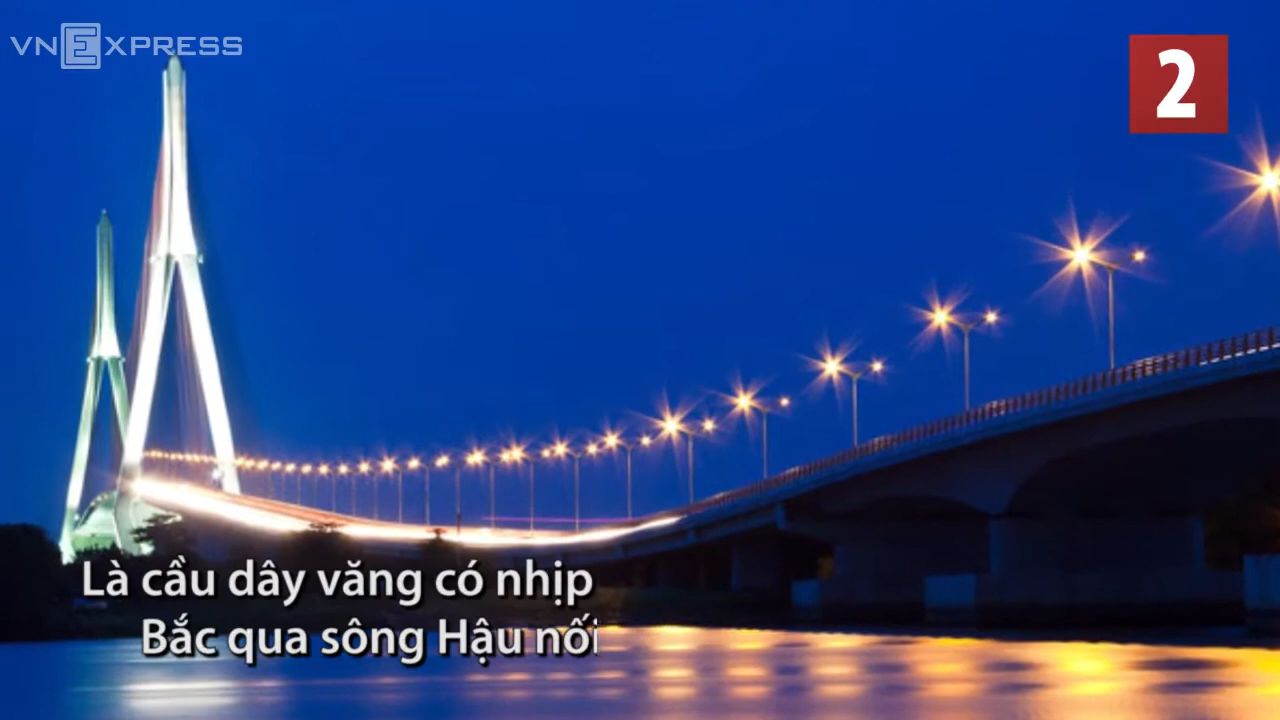 VNEXPRESS
2
Là cầu dây văng có nhịp
Bắc qua sông Hậu nối